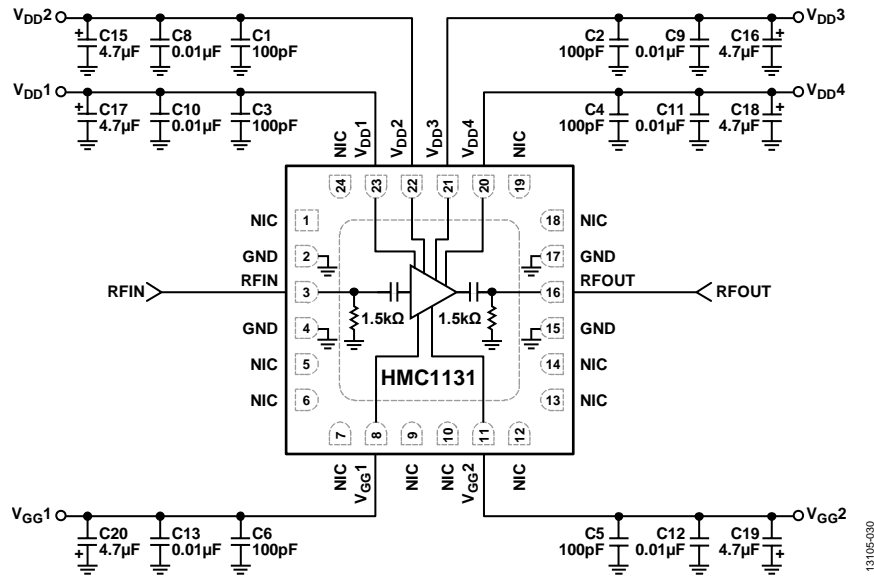 VDD2
+
C15
4.7µF
C8
0.01µF
C1
100pF
C2
100pF
C9
0.01µF
C16
4.7µF
+
VDD3
VDD1
+
C17
4.7µF
C10
0.01µF
C3
100pF
C4
100pF
C11
0.01µF
C18
4.7µF
+
VDD4
NIC
VDD1
VDD2
VDD3
VDD4
NIC
24
23
22
21
20
19
NIC
1
18
NIC
GND
2
17
GND
RFIN
RFIN
3
16
RFOUT
RFOUT
1.5kΩ
1.5kΩ
GND
4
15
GND
NIC
5
14
NIC
HMC1131
NIC
6
13
NIC
7
8
9
10
11
12
NIC
VGG1
NIC
NIC
VGG2
NIC
VGG1
C20
4.7µF
+
C13
0.01µF
C6
100pF
C5
100pF
C12
0.01µF
C19
4.7µF
+
VGG2
13105-030